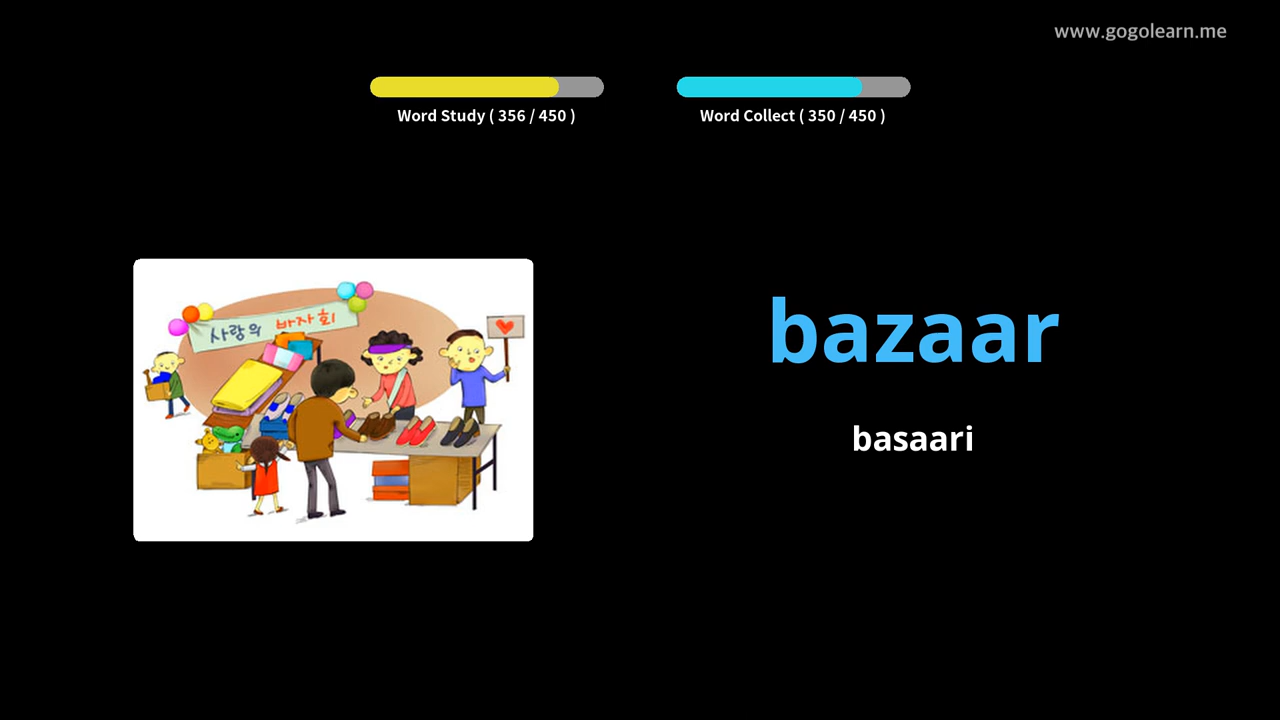 www.gogolearn.me
Word Study ( 356 / 450 )
Word Collect ( 350 / 450 )
사랑의 바자회
bazaar
basaari